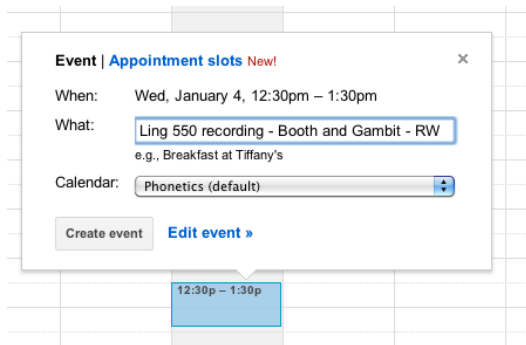 Event | Appointment slots New!
When: Wed, January 4, 12:30pm – 1:30pm
What: Ling 550 recording - Booth and Gambit - RW
e.g., Breakfast at Tiffany's
Calendar: Phonetics (default)
Create event Edit event »
12:30p – 1:30p